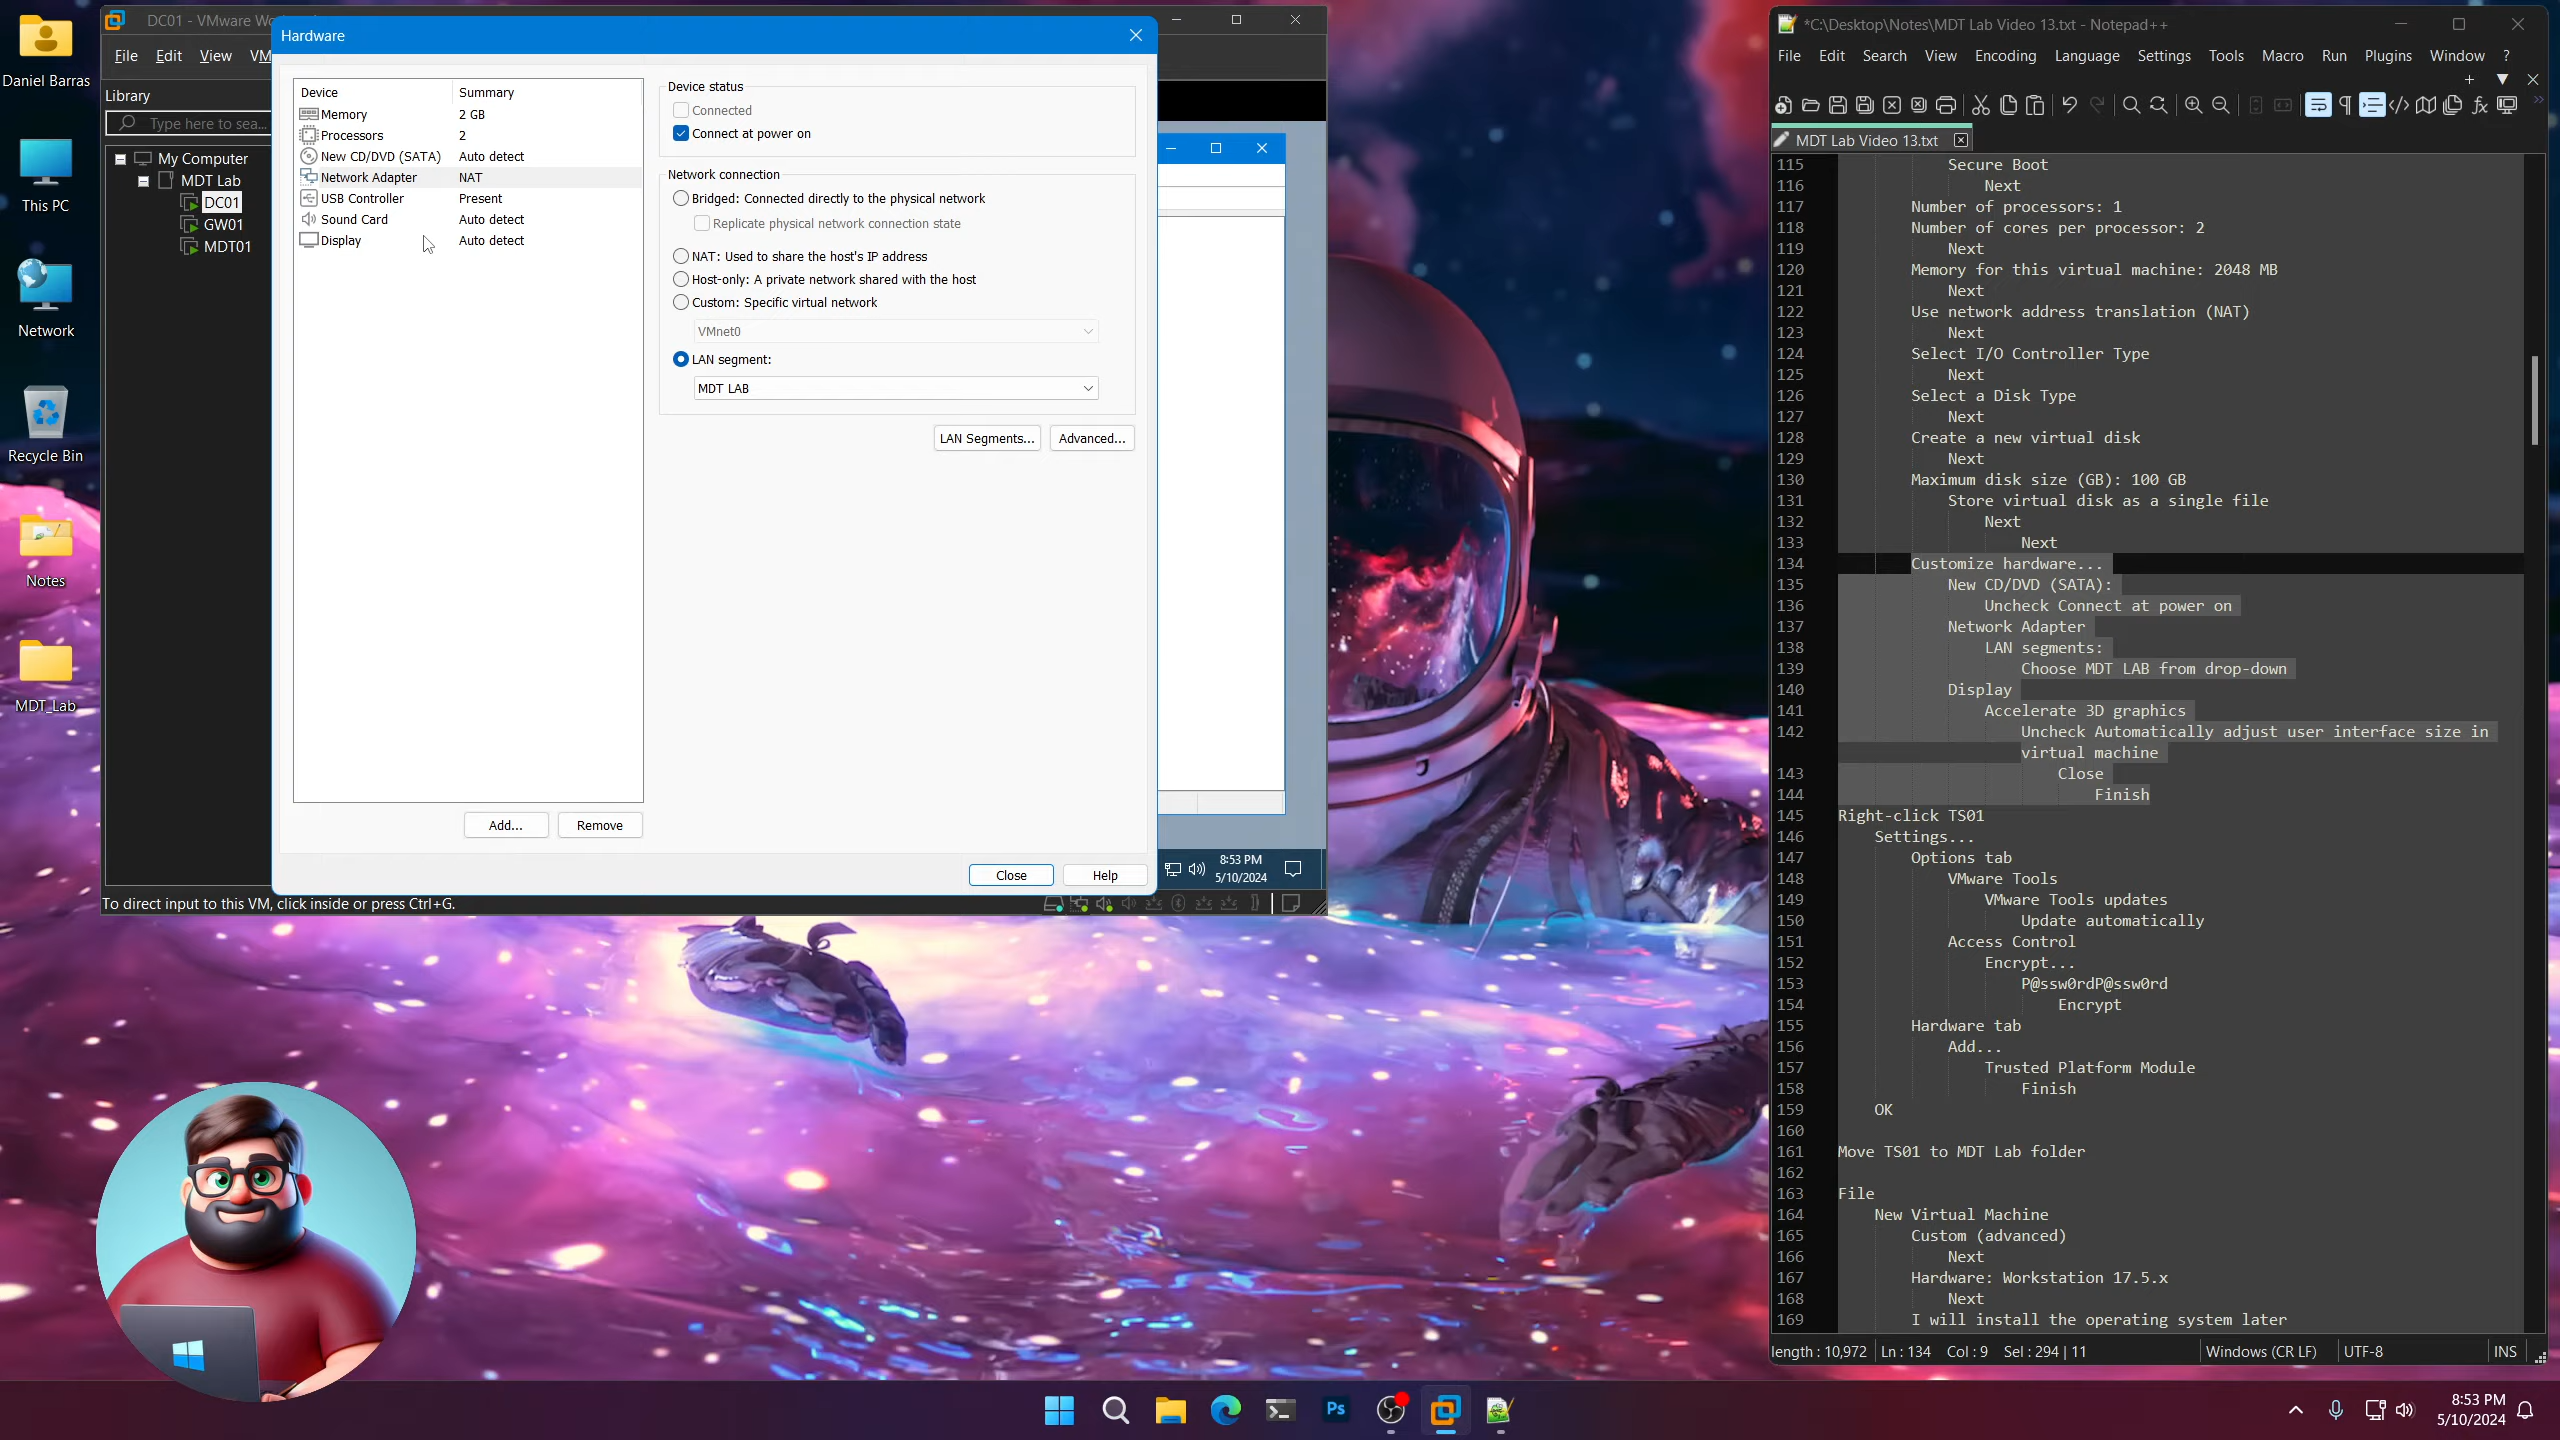 Daniel Barras
This PC
Network
Recycle Bin
Notes
MDT_Lab
DC01 - VMware Wo
File Edit View VM
Library
Type here to sea...
My Computer
MDT Lab
DC01
GW01
MDT01
To direct input to this VM, click inside or press Ctrl+G.
Hardware
Device Summary
Memory 2 GB
Processors 2
New CD/DVD (SATA) Auto detect
Network Adapter NAT
USB Controller Present
Sound Card Auto detect
Display Auto detect
Add... Remove
Device status
Connected
Connect at power on
Network connection
Bridged: Connected directly to the physical network
Replicate physical network connection state
NAT: Used to share the host's IP address
Host-only: A private network shared with the host
Custom: Specific virtual network
VMnet0
LAN segment:
MDT LAB
LAN Segments... Advanced...
Close Help
8:53 PM
5/10/2024
*C:\Desktop\Notes\MDT Lab Video 13.txt - Notepad++
File Edit Search View Encoding Language Settings Tools Macro Run Plugins Window ?
MDT Lab Video 13.txt
115 Secure Boot
116 Next
117 Number of processors: 1
118 Number of cores per processor: 2
119 Next
120 Memory for this virtual machine: 2048 MB
121 Next
122 Use network address translation (NAT)
123 Next
124 Select I/O Controller Type
125 Next
126 Select a Disk Type
127 Next
128 Create a new virtual disk
129 Next
130 Maximum disk size (GB): 100 GB
131 Store virtual disk as a single file
132 Next
133 Next
134 Customize hardware...
135 New CD/DVD (SATA):
136 Uncheck Connect at power on
137 Network Adapter
138 LAN segments:
139 Choose MDT LAB from drop-down
140 Display
141 Accelerate 3D graphics
142 Uncheck Automatically adjust user interface size in
virtual machine
143 Close
144 Finish
145 Right-click TS01
146 Settings...
147 Options tab
148 VMware Tools
149 VMware Tools updates
150 Update automatically
151 Access Control
152 Encrypt...
153 P@ssw0rdP@ssw0rd
154 Encrypt
155 Hardware tab
156 Add...
157 Trusted Platform Module
158 Finish
159 OK
160
161 Move TS01 to MDT Lab folder
162
163 File
164 New Virtual Machine
165 Custom (advanced)
166 Next
167 Hardware: Workstation 17.5.x
168 Next
169 I will install the operating system later
length : 10,972 Ln : 134 Col : 9 Sel : 294 | 11 Windows (CR LF) UTF-8 INS
Ps
8:53 PM
5/10/2024